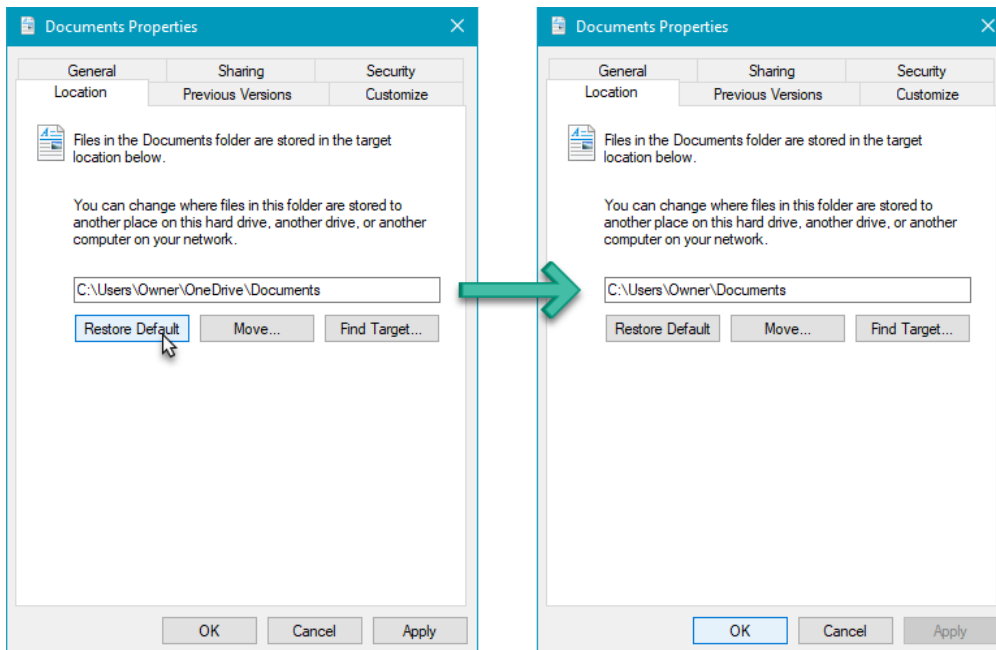 Documents Properties
General Sharing Security
Location Previous Versions Customize
Files in the Documents folder are stored in the target
location below.
You can change where files in this folder are stored to
another place on this hard drive, another drive, or another
computer on your network.
C:\Users\Owner\OneDrive\Documents
Restore Default Move... Find Target...
OK Cancel Apply
Documents Properties
General Sharing Security
Location Previous Versions Customize
Files in the Documents folder are stored in the target
location below.
You can change where files in this folder are stored to
another place on this hard drive, another drive, or another
computer on your network.
C:\Users\Owner\Documents
Restore Default Move... Find Target...
OK Cancel Apply